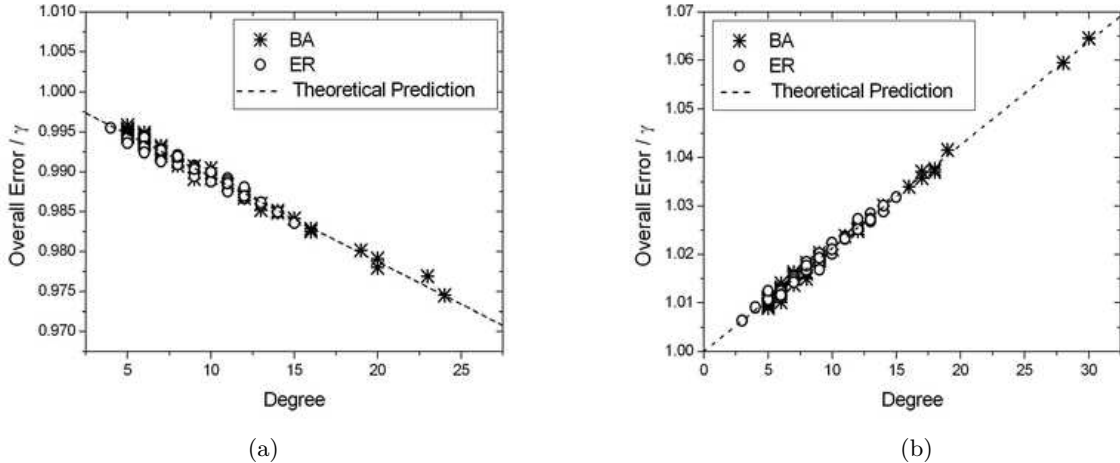 1.010
1.005
1.000
0.995
0.990
0.985
0.980
0.975
0.970
Overall Error / γ
BA
ER
Theoretical Prediction
5 10 15 20 25
Degree
(a)
1.07
1.06
1.05
1.04
1.03
1.02
1.01
1.00
Overall Error / γ
BA
ER
Theoretical Prediction
0 5 10 15 20 25 30
Degree
(b)